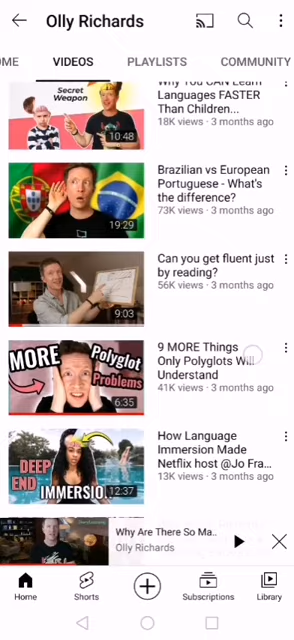 Olly Richards
OME
VIDEOS
PLAYLISTS
COMMUNITY
Secret
Weapon
10:48
Why YOU CAN Learn
Languages FASTER
Than Children...
18K views · 3 months ago
19:29
Brazilian vs European
Portuguese - What's
the difference?
73K views · 3 months ago
9:03
Can you get fluent just
by reading?
56K views · 3 months ago
MORE
Polyglot
Problems
6:35
9 MORE Things
Only Polyglots Will
Understand
41K views · 3 months ago
DEEP
END
IMMERSIO
12:37
How Language
Immersion Made
Netflix host @Jo Fra...
13K views · 3 months ago
Why Are There So Ma..
Olly Richards
Home
Shorts
Subscriptions
Library